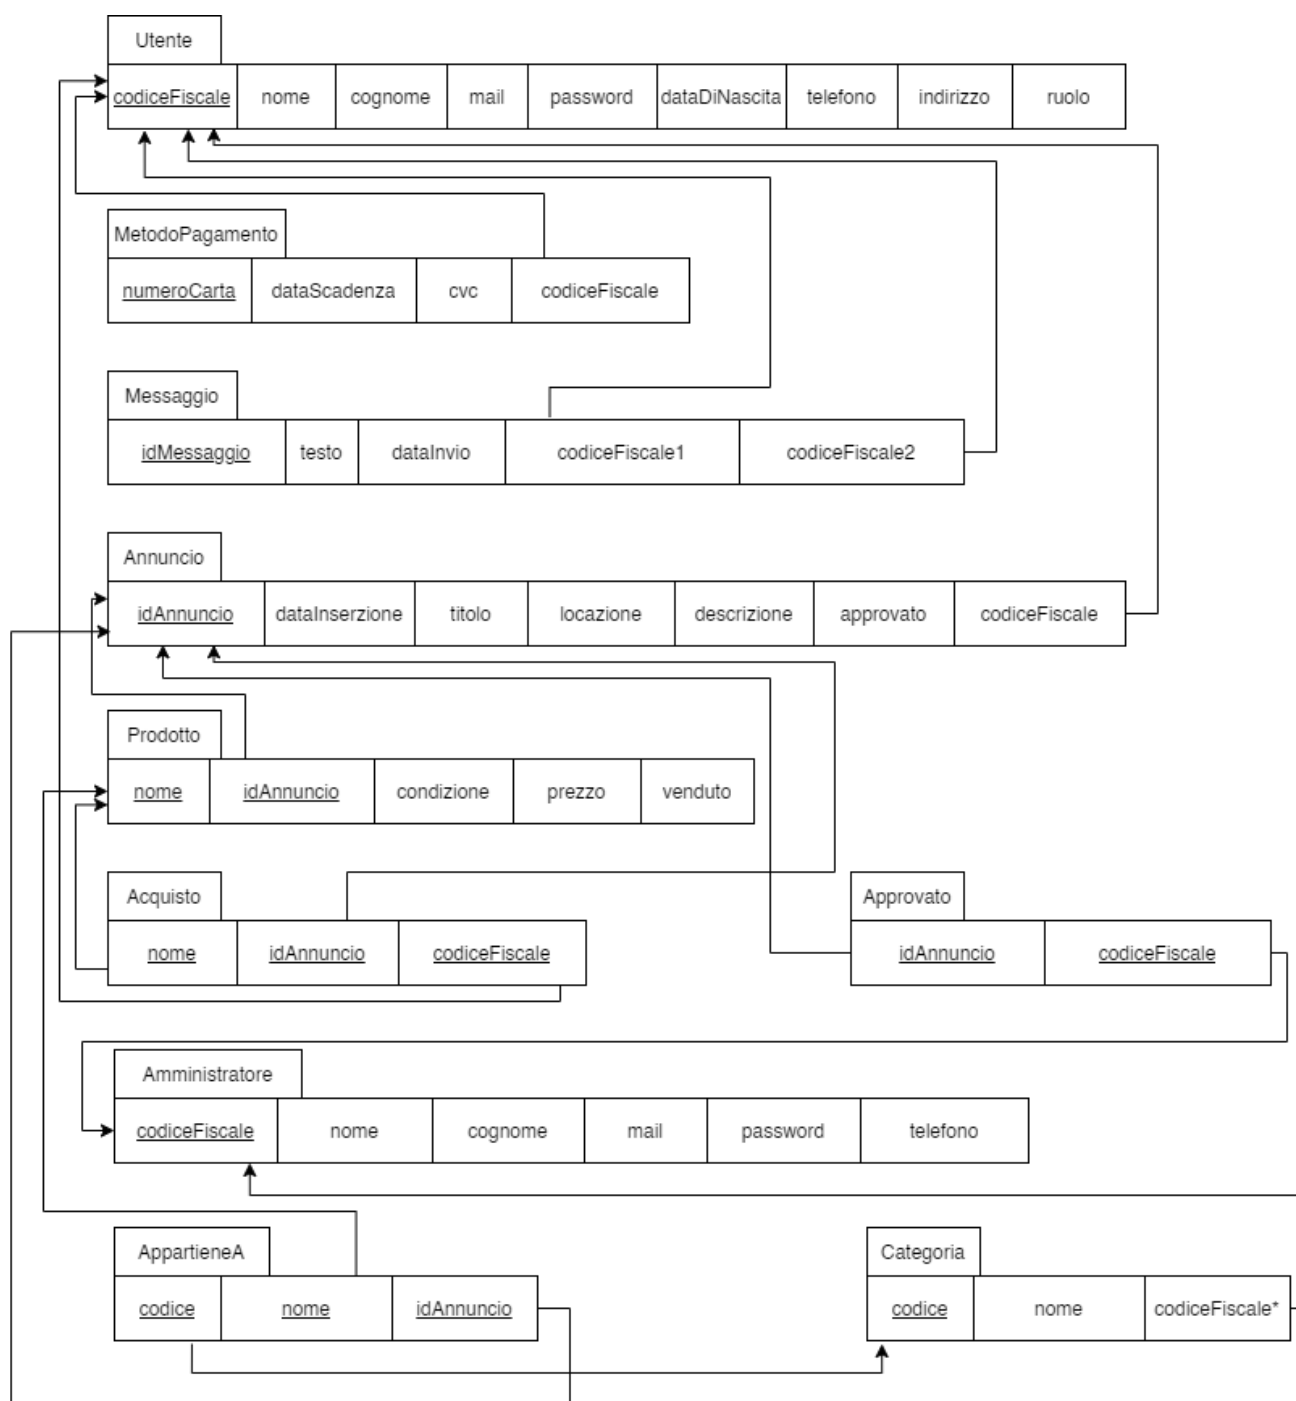 Utente
codiceFiscale nome cognome mail password dataDiNascita telefono indirizzo ruolo
MetodoPagamento
numeroCarta dataScadenza cvc codiceFiscale
Messaggio
idMessaggio testo dataInvio codiceFiscale1 codiceFiscale2
Annuncio
idAnnuncio dataInserzione titolo locazione descrizione approvato codiceFiscale
Prodotto
nome idAnnuncio condizione prezzo venduto
Acquisto
nome idAnnuncio codiceFiscale
Approvato
idAnnuncio codiceFiscale
Amministratore
codiceFiscale nome cognome mail password telefono
AppartieneA
codice nome idAnnuncio
Categoria
codice nome codiceFiscale*